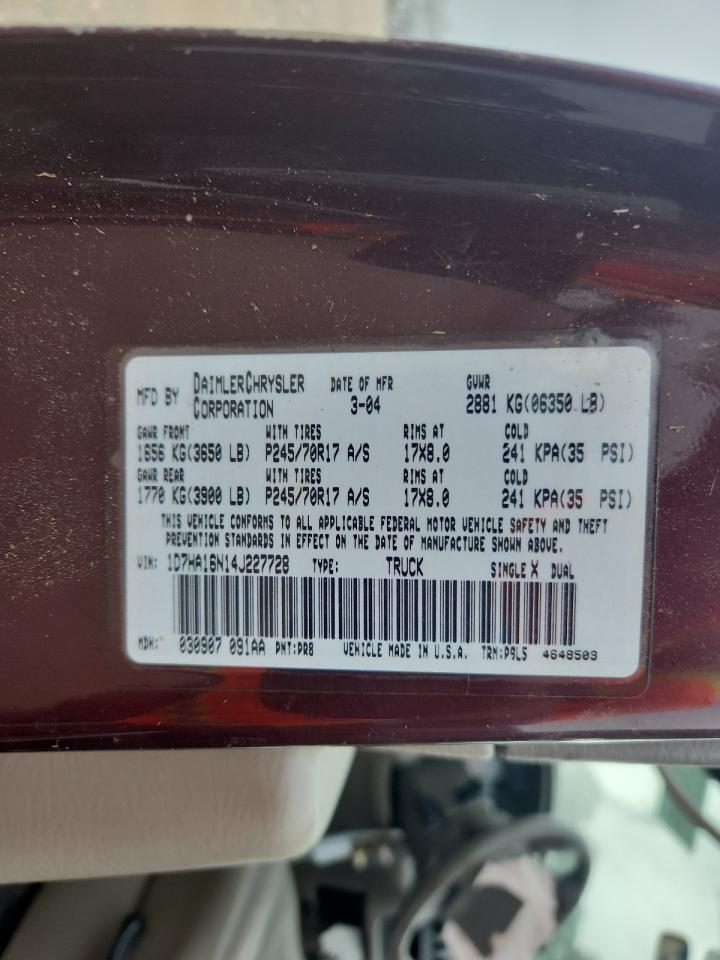 MFD BY DAIMLERCHRYSLER CORPORATION DATE OF MFR 3-04 GVWR 2881 KG(06350 LB)
GAWR FRONT WITH TIRES RIMS AT COLD
1656 KG(3650 LB) P245/70R17 A/S 17X8.0 241 KPA(35 PSI)
GAWR REAR WITH TIRES RIMS AT COLD
1770 KG(3900 LB) P245/70R17 A/S 17X8.0 241 KPA(35 PSI)
THIS VEHICLE CONFORMS TO ALL APPLICABLE FEDERAL MOTOR VEHICLE SAFETY AND THEFT
PREVENTION STANDARDS IN EFFECT ON THE DATE OF MANUFACTURE SHOWN ABOVE.
VIN: 1D7HA16N14J227728 TYPE: TRUCK SINGLE X DUAL
MDH: 030907 091AA PNT:PR8 VEHICLE MADE IN U.S.A. TRM:P9L5 4648503